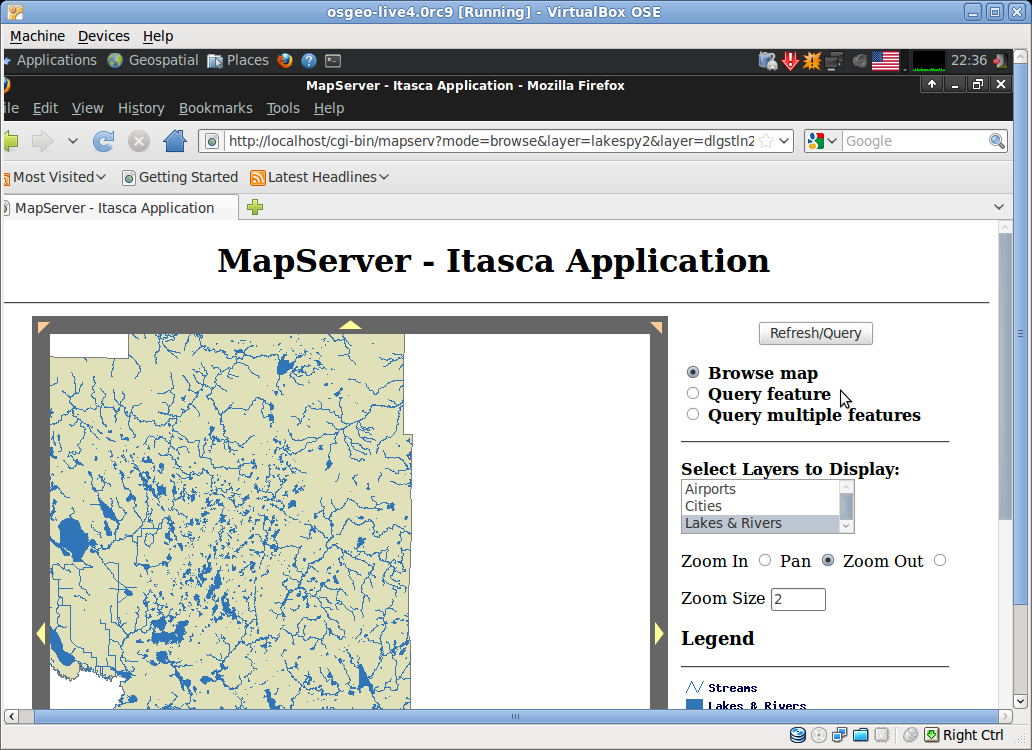 osgeo-live4.0rc9 [Running] - VirtualBox OSE
Machine Devices Help
Applications Geospatial Places 22:36
MapServer - Itasca Application - Mozilla Firefox
ile Edit View History Bookmarks Tools Help
http://localhost/cgi-bin/mapserv?mode=browse&layer=lakespy2&layer=dlgstln2 Google
Most Visited Getting Started Latest Headlines
MapServer - Itasca Application
MapServer - Itasca Application
Refresh/Query
Browse map
Query feature
Query multiple features
Select Layers to Display:
Airports
Cities
Lakes & Rivers
Zoom In Pan Zoom Out
Zoom Size 2
Legend
Streams
Lakes & Rivers
Right Ctrl